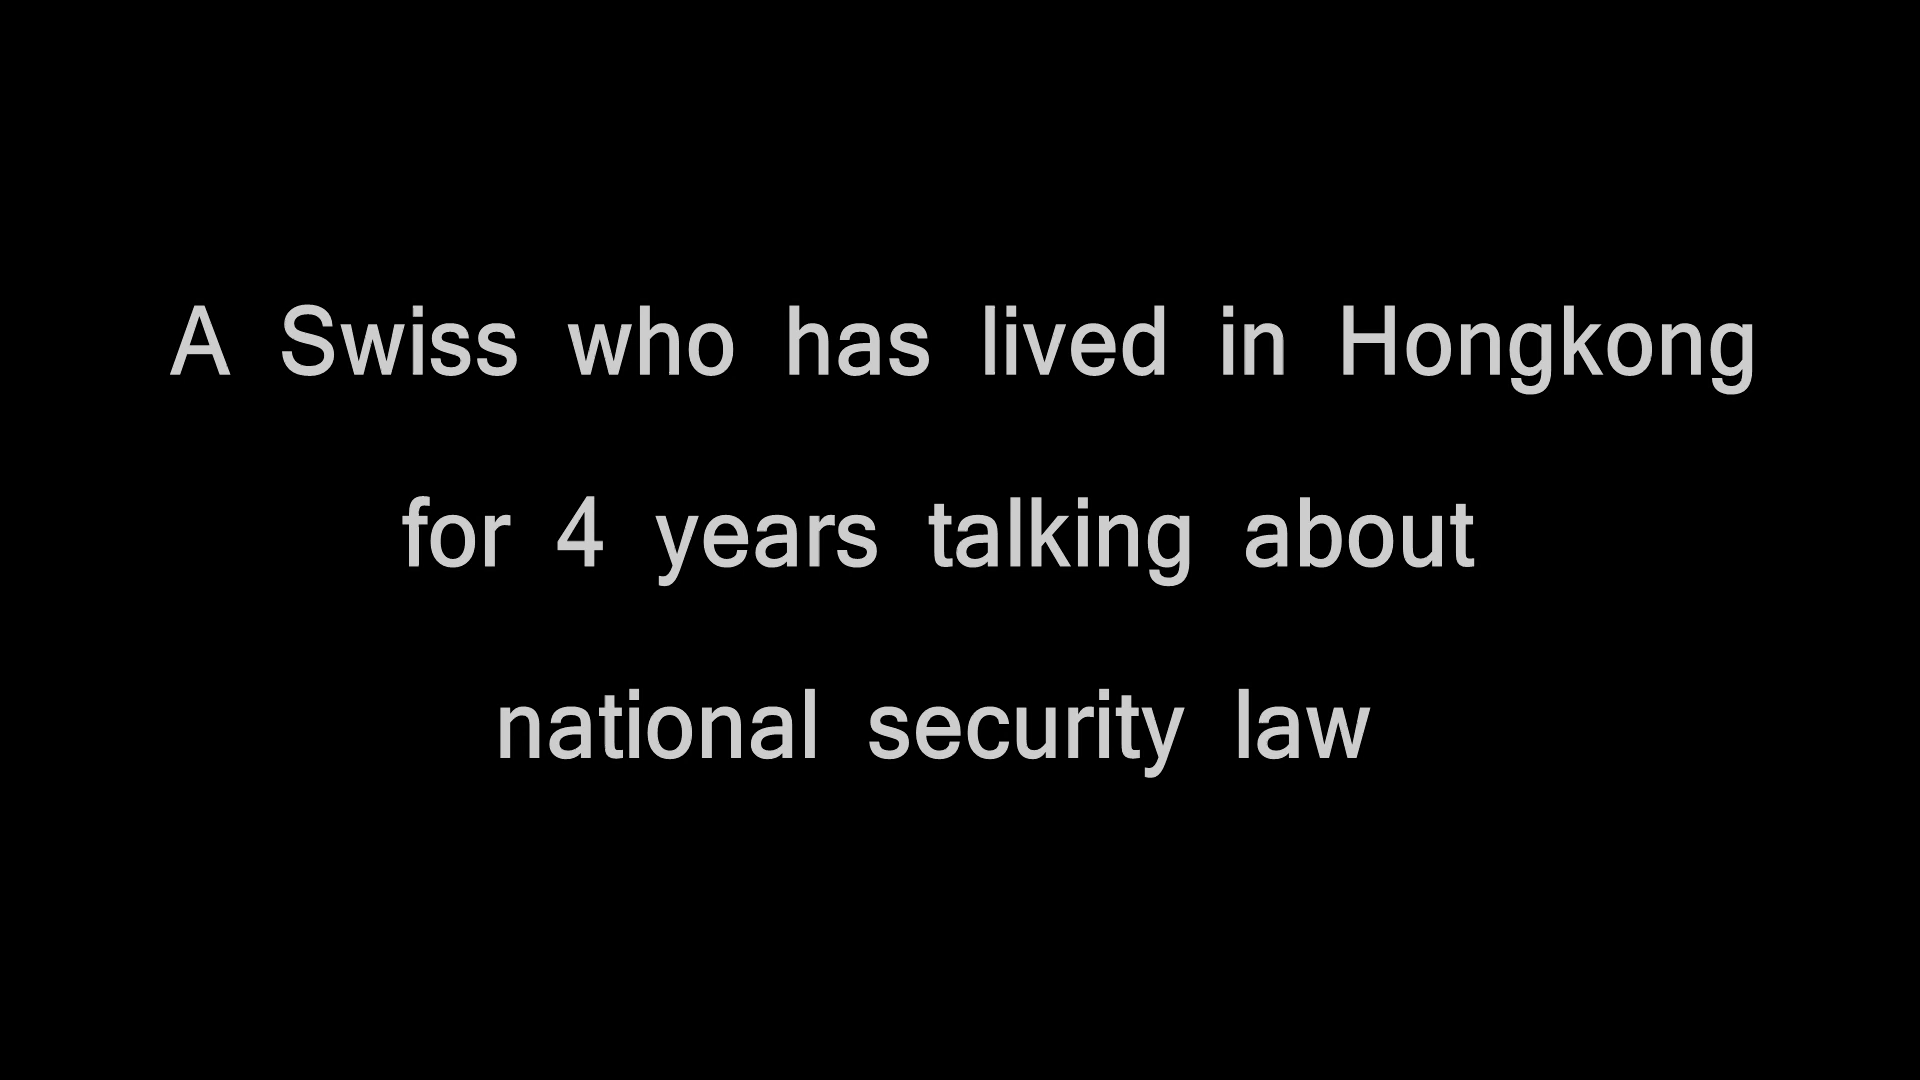 A Swiss who has lived in Hongkong
for 4 years talking about
national security law